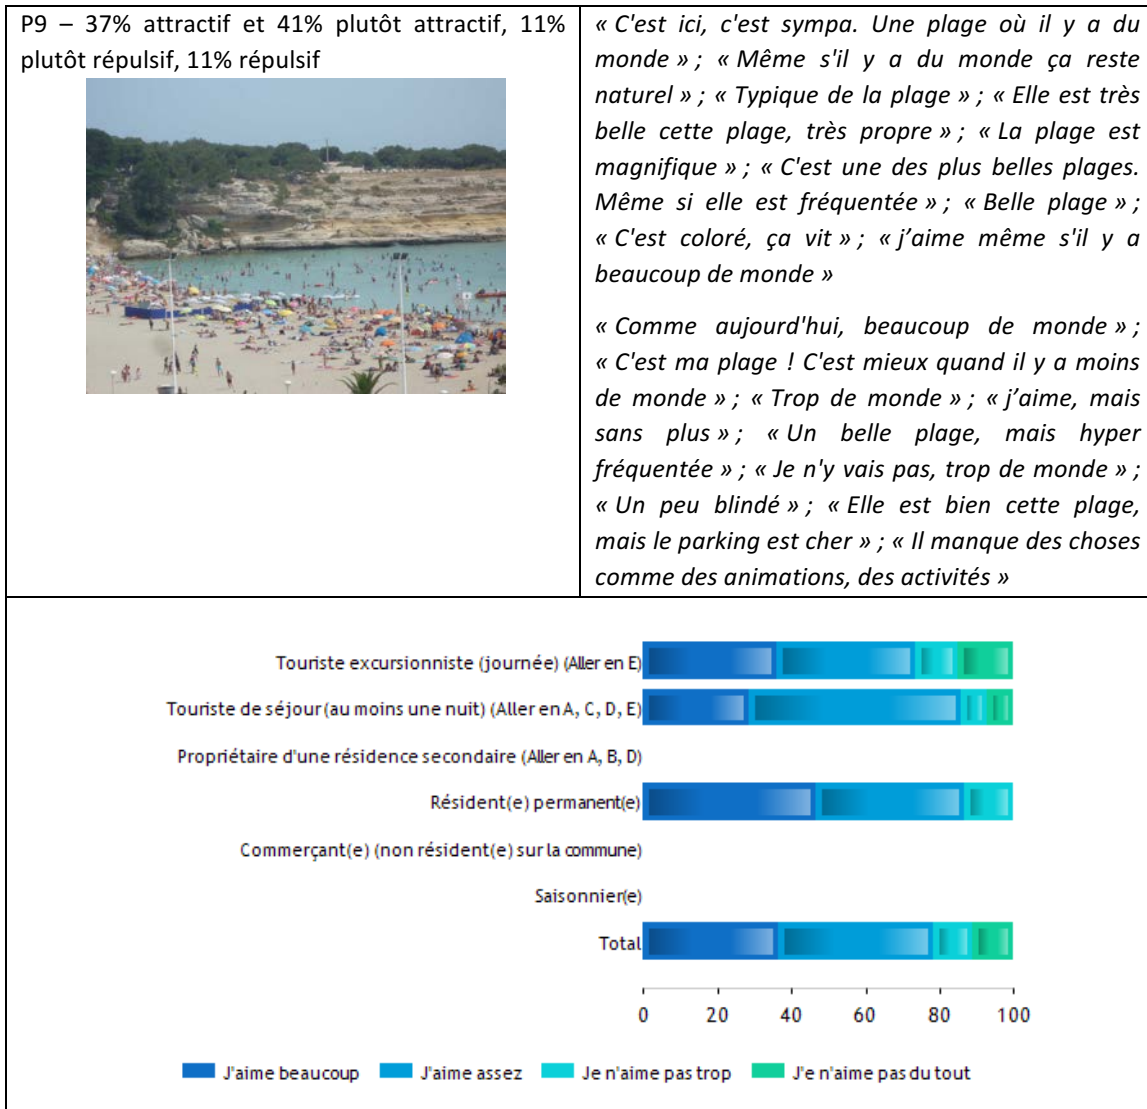 P9 – 37% attractif et 41% plutôt attractif, 11%
plutôt répulsif, 11% répulsif
« C'est ici, c'est sympa. Une plage où il y a du
monde » ; « Même s'il y a du monde ça reste
naturel » ; « Typique de la plage » ; « Elle est très
belle cette plage, très propre » ; « La plage est
magnifique » ; « C'est une des plus belles plages.
Même si elle est fréquentée » ; « Belle plage » ;
« C'est coloré, ça vit » ; « j’aime même s'il y a
beaucoup de monde »
« Comme aujourd'hui, beaucoup de monde » ;
« C'est ma plage ! C'est mieux quand il y a moins
de monde » ; « Trop de monde » ; « j’aime, mais
sans plus » ; « Un belle plage, mais hyper
fréquentée » ; « Je n'y vais pas, trop de monde » ;
« Un peu blindé » ; « Elle est bien cette plage,
mais le parking est cher » ; « Il manque des choses
comme des animations, des activités »
Touriste excursionniste (journée) (Aller en E)
Touriste de séjour (au moins une nuit) (Aller en A, C, D, E)
Propriétaire d'une résidence secondaire (Aller en A, B, D)
Résident(e) permanent(e)
Commerçant(e) (non résident(e) sur la commune)
Saisonnier(e)
Total
0 20 40 60 80 100
J'aime beaucoup J'aime assez Je n'aime pas trop J'e n'aime pas du tout